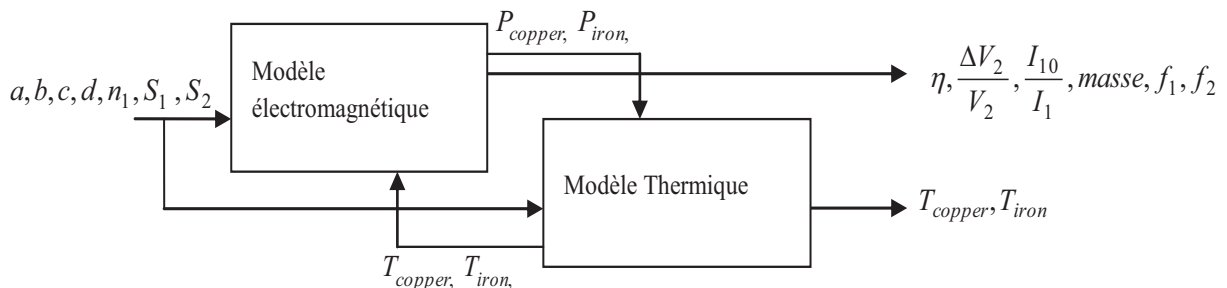 P_copper, P_iron,
Modèle
électromagnétique
a, b, c, d, n_1, S_1, S_2
η, ΔV_2/V_2, I_10/I_1, masse, f_1, f_2
Modèle Thermique
T_copper, T_iron
T_copper, T_iron,